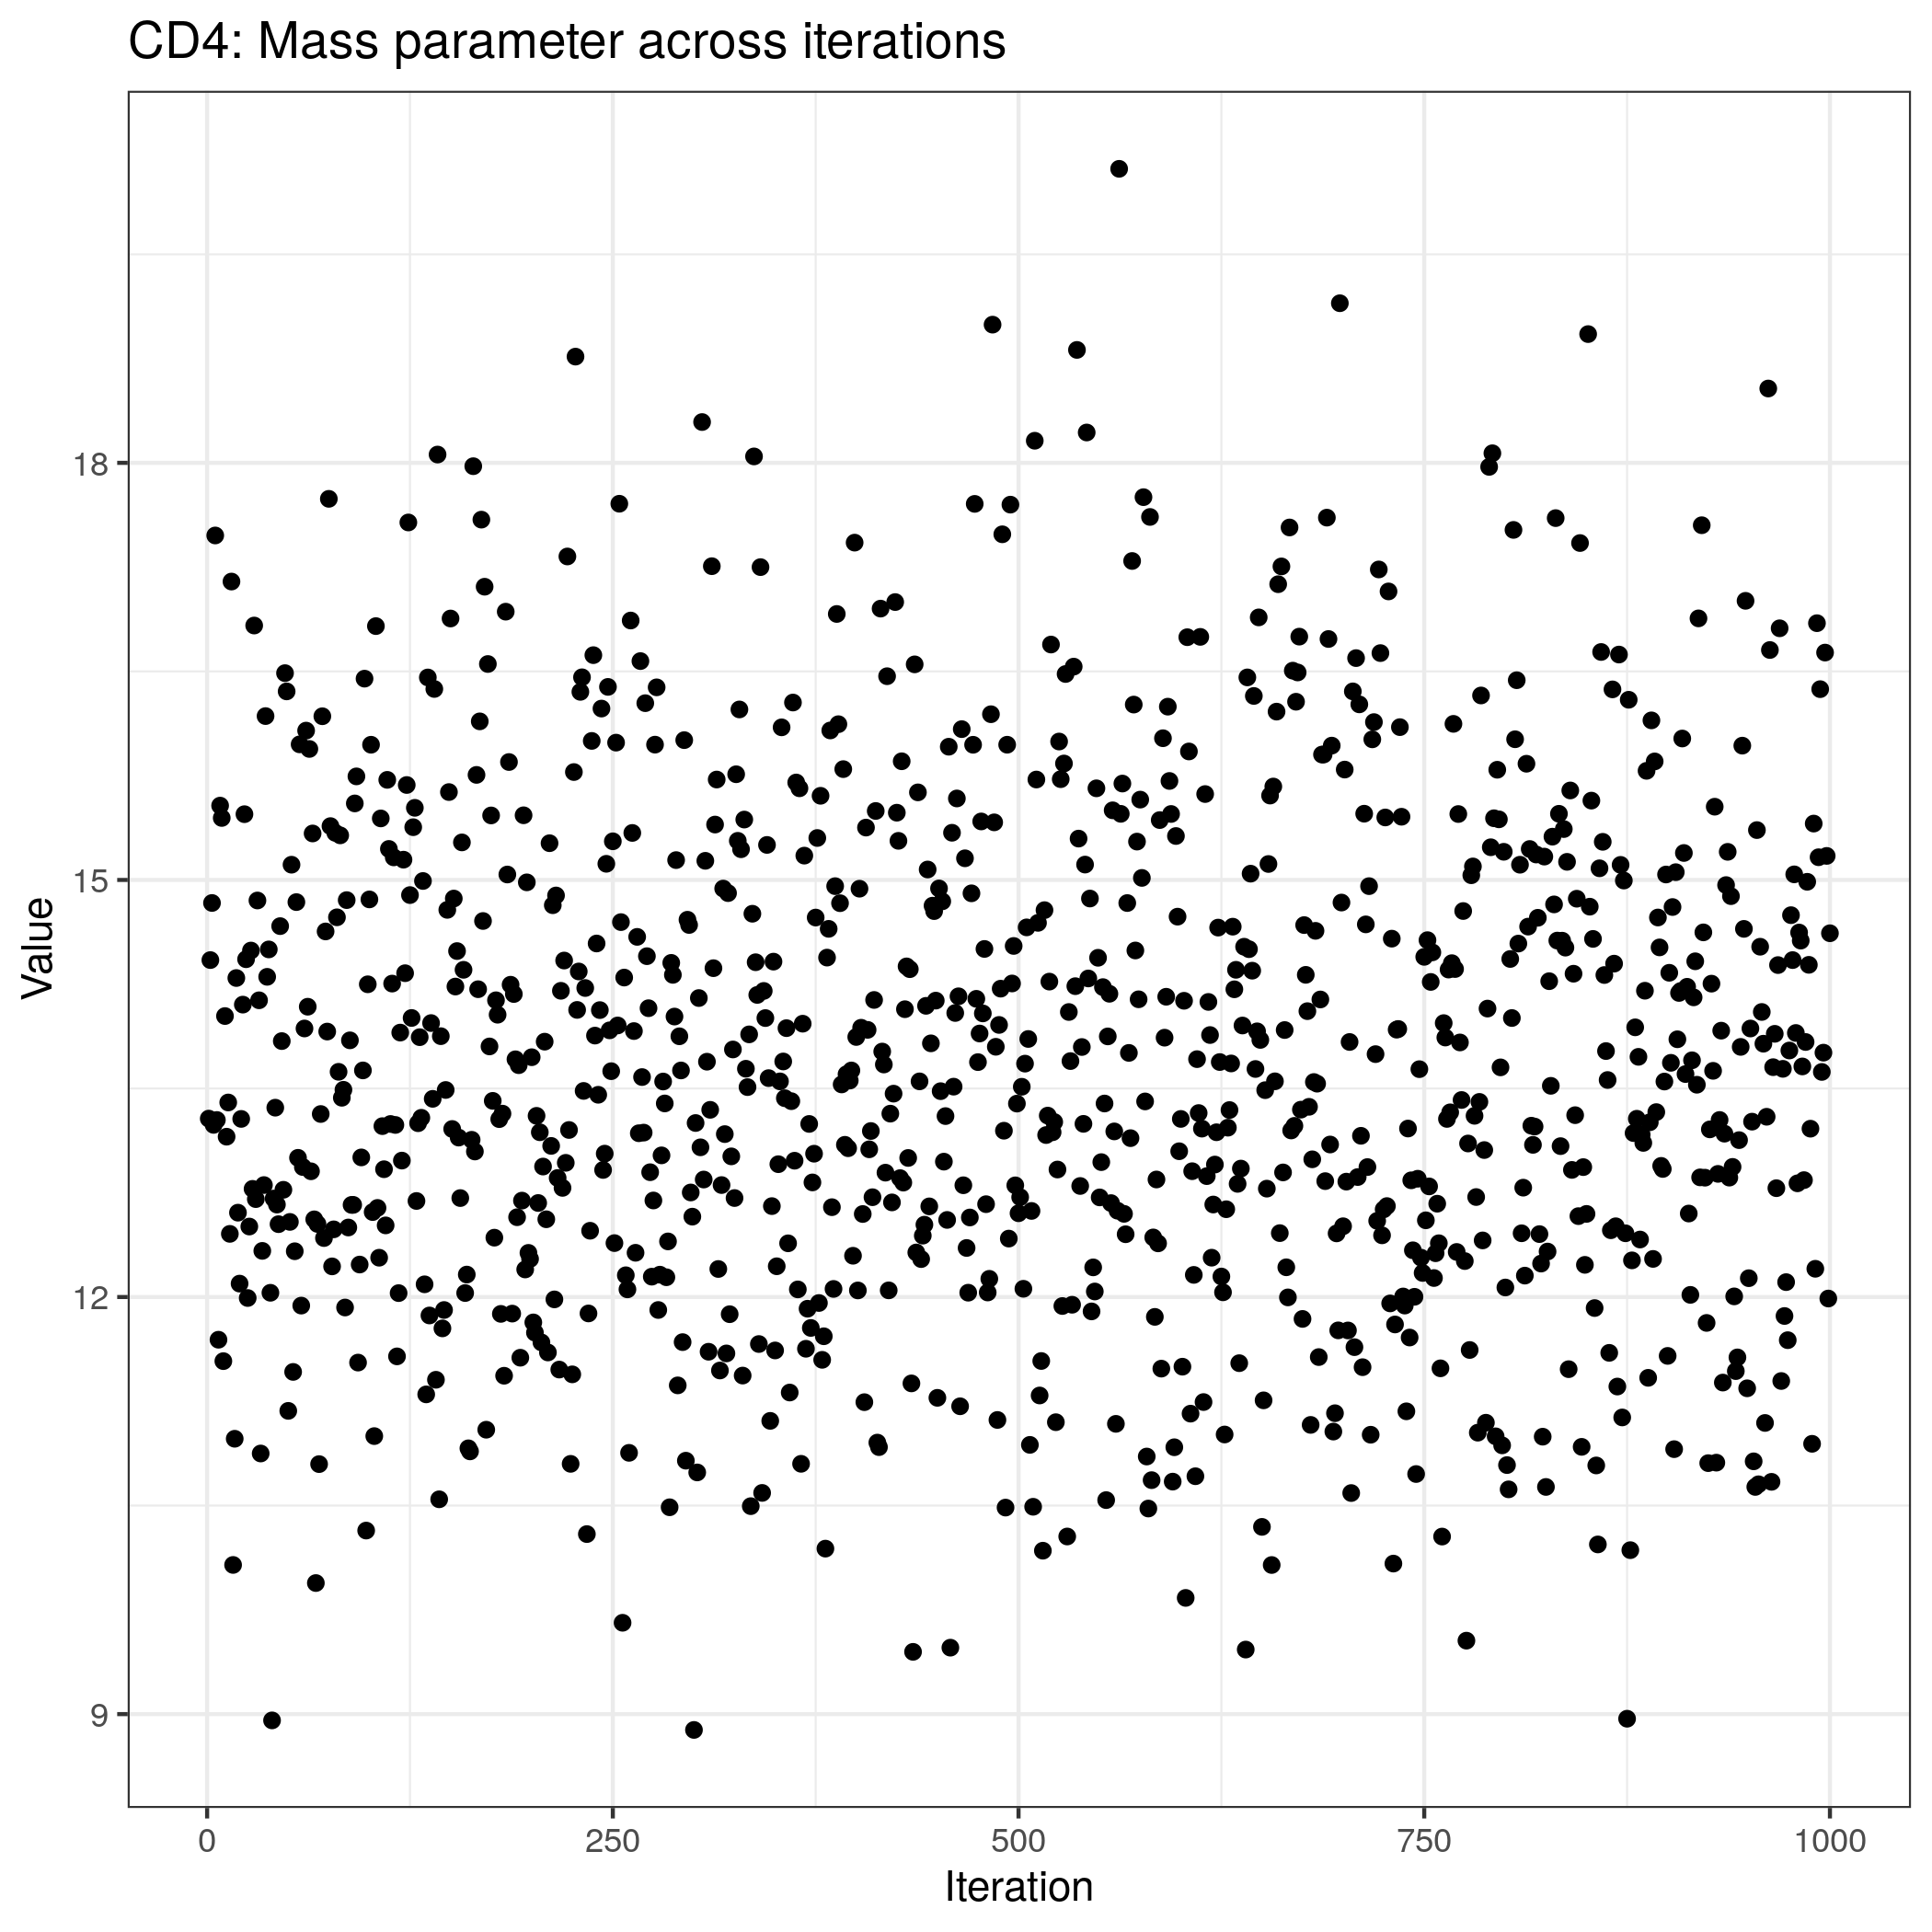 CD4: Mass parameter across iterations
Value
18
15
12
9
0 250 500 750 1000
Iteration